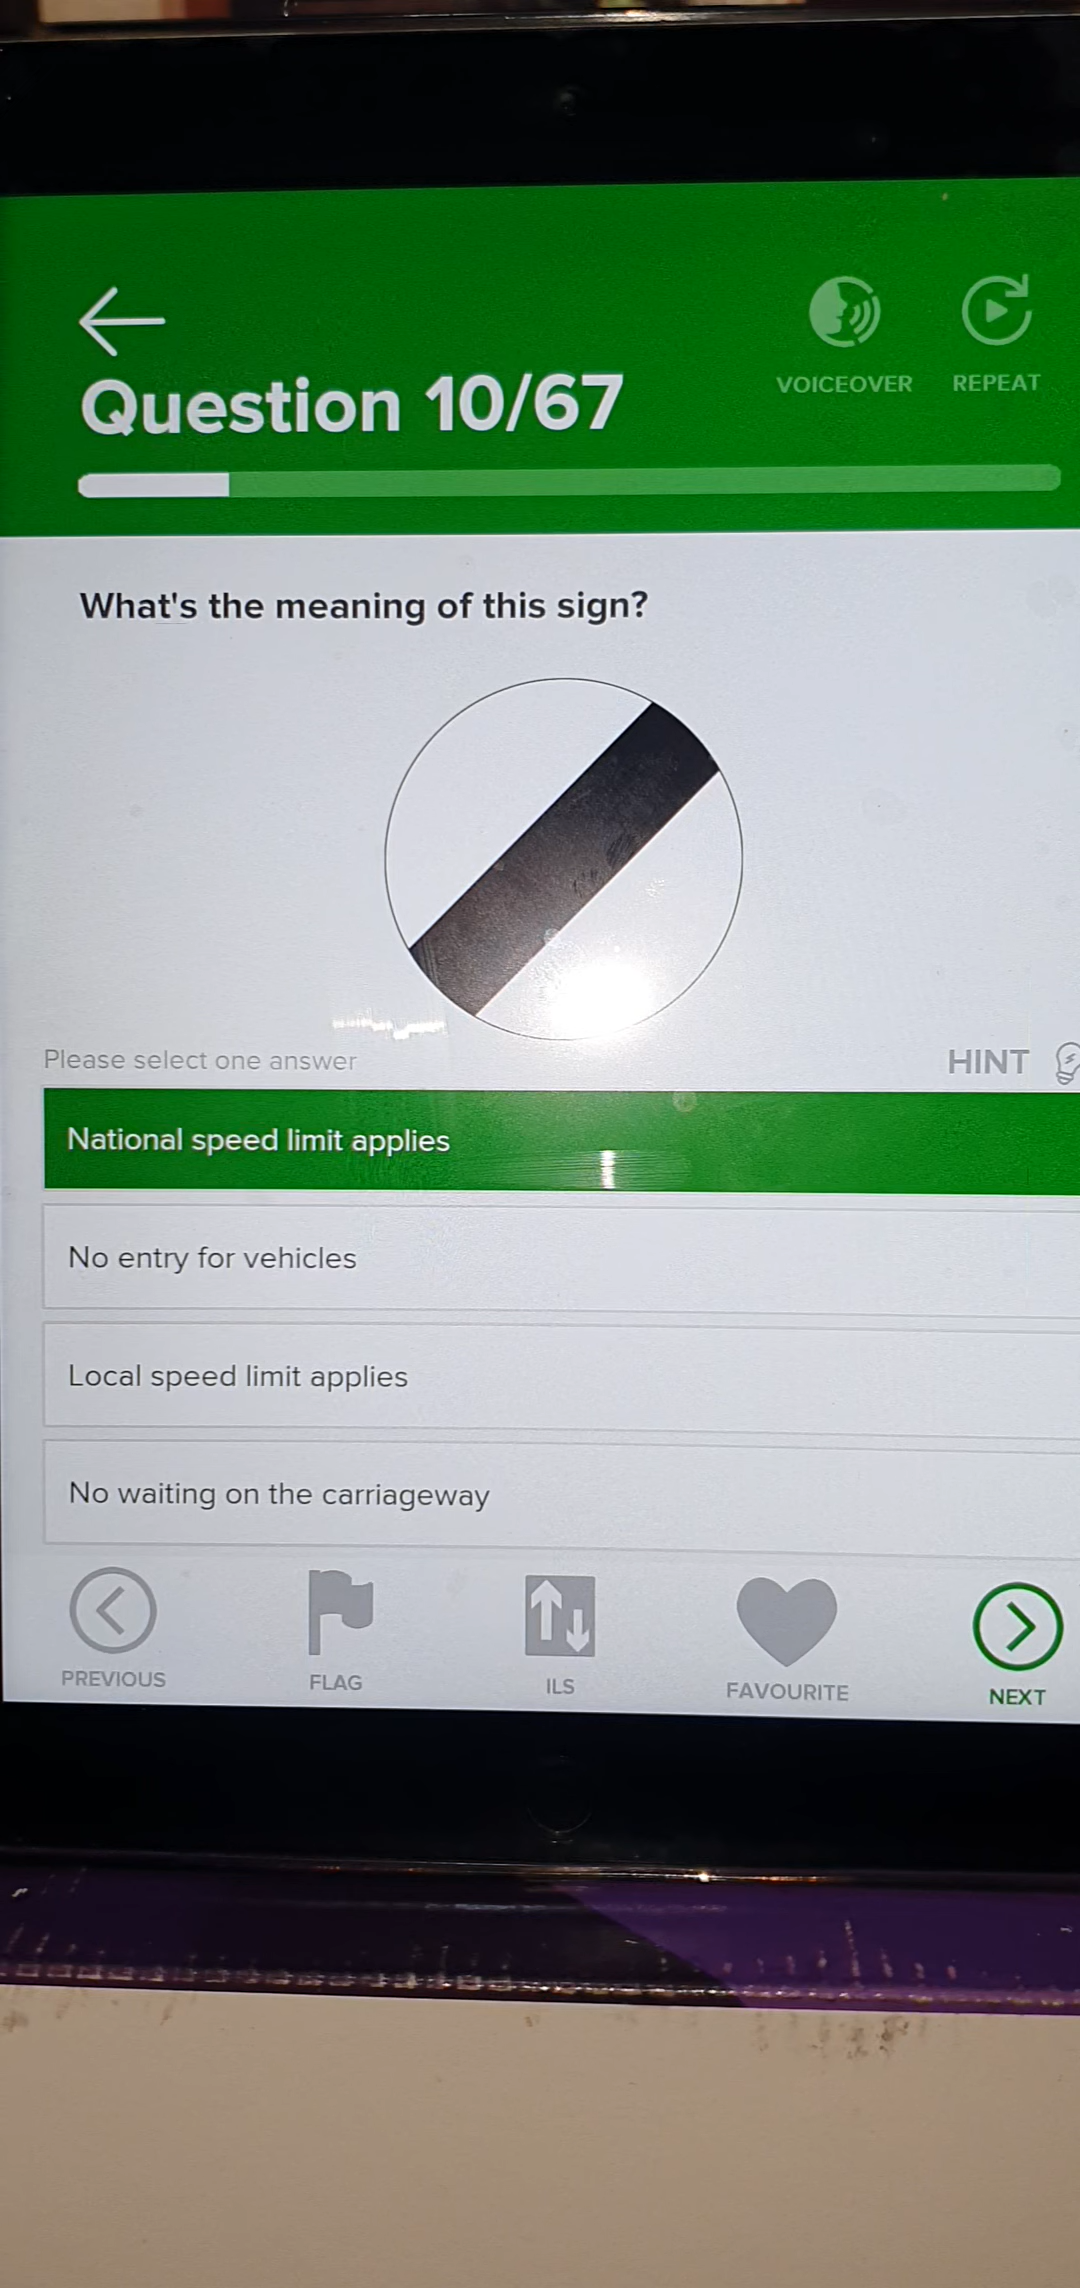 VOICEOVER
REPEAT
Question 10/67
What's the meaning of this sign?
Please select one answer
HINT
National speed limit applies
No entry for vehicles
Local speed limit applies
No waiting on the carriageway
PREVIOUS
FLAG
ILS
FAVOURITE
NEXT